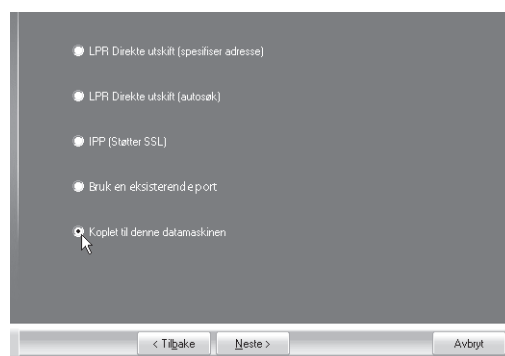 LPR Direkte utskift (spesifiser adresse)
LPR Direkte utskift (autosøk)
IPP (Støtter SSL)
Bruk en eksisterende port
Koplet til denne datamaskinen
< Tilbake
Neste >
Avbryt